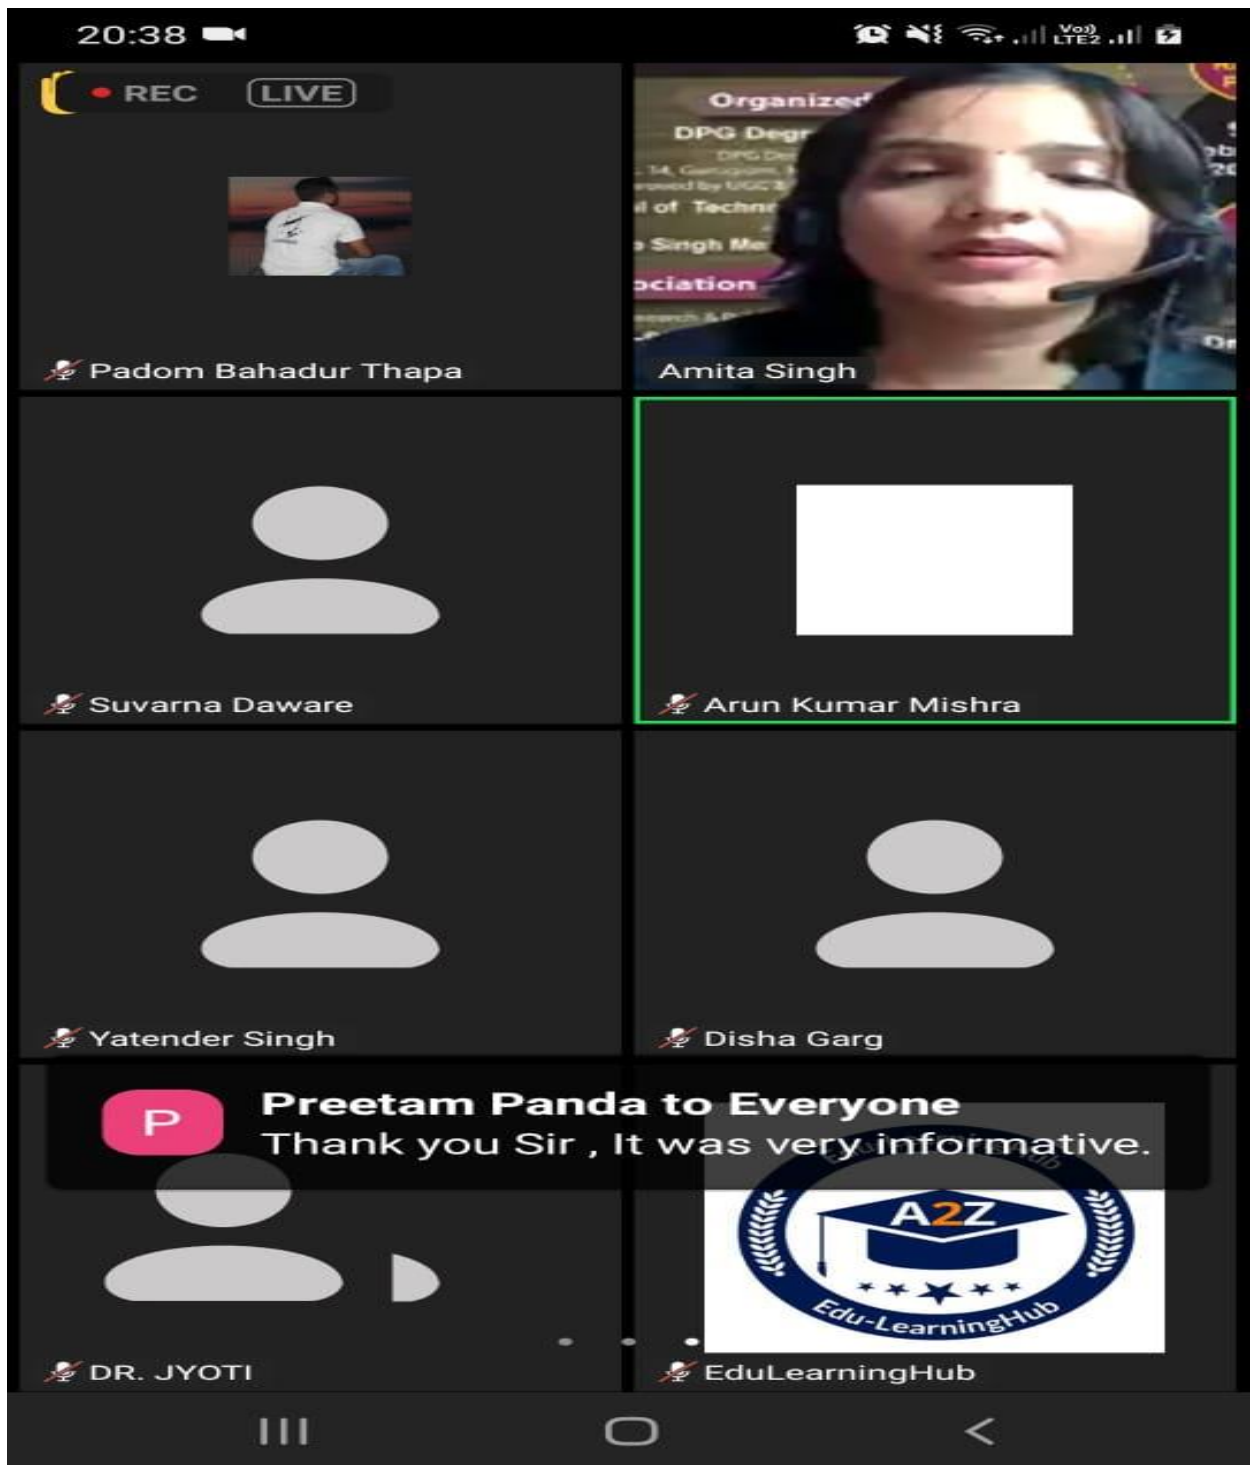 20:38
Vo))
LTE2
REC LIVE
Organized
DPG Degr
of Techn
Singh Me
ociation
Padom Bahadur Thapa
Amita Singh
Suvarna Daware
Arun Kumar Mishra
Yatender Singh
Disha Garg
P
Preetam Panda to Everyone
Thank you Sir , It was very informative.
A2Z
Edu-LearningHub
DR. JYOTI
EduLearningHub